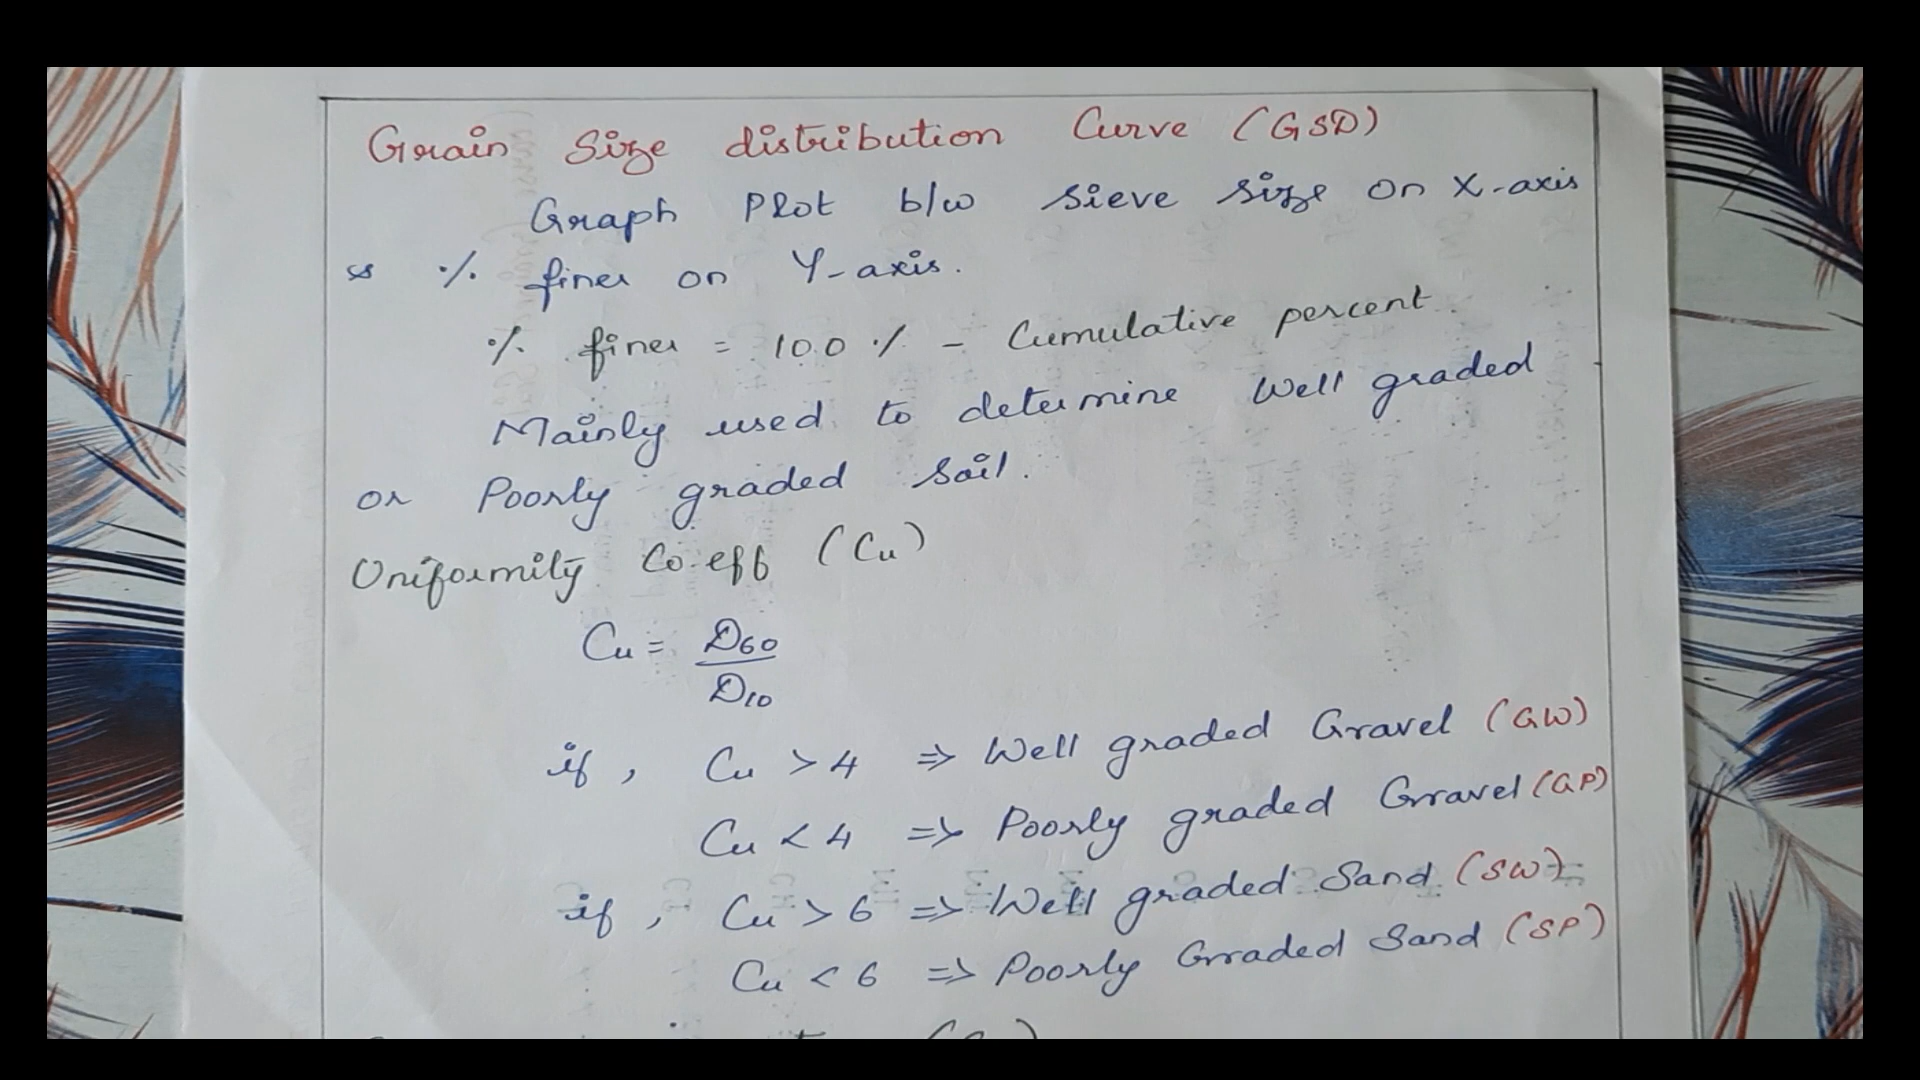 Grain Size distribution Curve (GSD)
Graph Plot b/w Sieve Size on X-axis
% finer on Y-axis.
% finer = 100 % - Cumulative percent
Mainly used to determine Well graded
or Poorly graded Soil.
Uniformity Co-eff (Cu)
Cu = D60
D10
if, Cu > 4 ⇒ Well graded Gravel (GW)
Cu < 4 ⇒ Poorly graded Gravel (GP)
if, Cu > 6 ⇒ Well graded Sand (SW)
Cu < 6 ⇒ Poorly Graded Sand (SP)